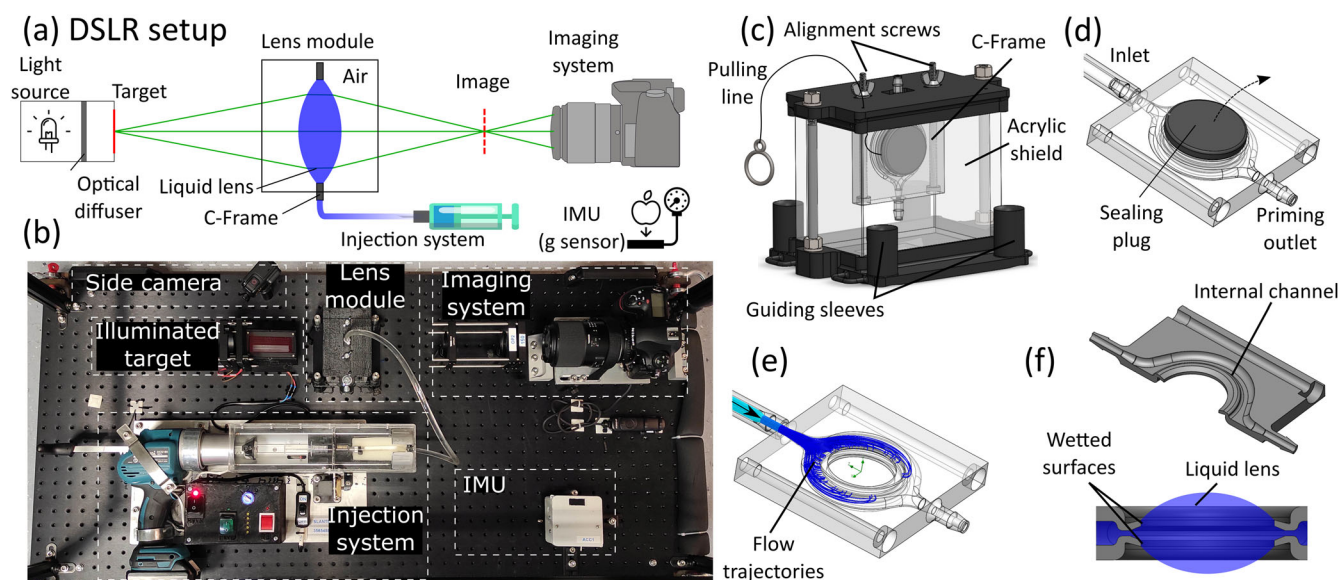 (a) DSLR setup
Light
source
Target
Optical
diffuser
Lens module
Air
Liquid lens
C-Frame
Injection system
Image
Imaging
system
IMU
(g sensor)
(b)
Side camera
Illuminated
target
Lens
module
Imaging
system
IMU
Injection
system
(c)
Alignment screws
C-Frame
Pulling
line
Acrylic
shield
Guiding sleeves
(d)
Inlet
Sealing
plug
Priming
outlet
(e)
Flow
trajectories
Internal channel
(f)
Wetted
surfaces
Liquid lens